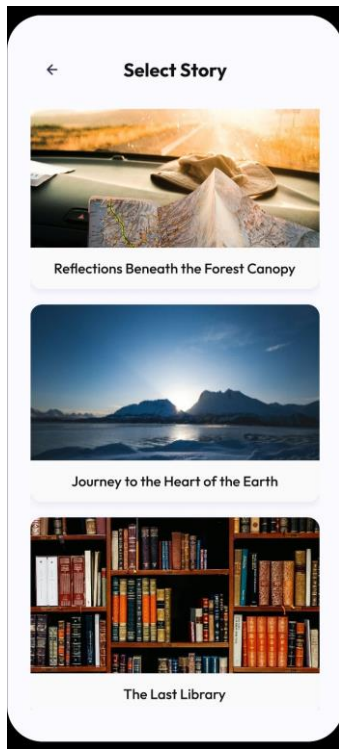 Select Story
Reflections Beneath the Forest Canopy
Journey to the Heart of the Earth
The Last Library